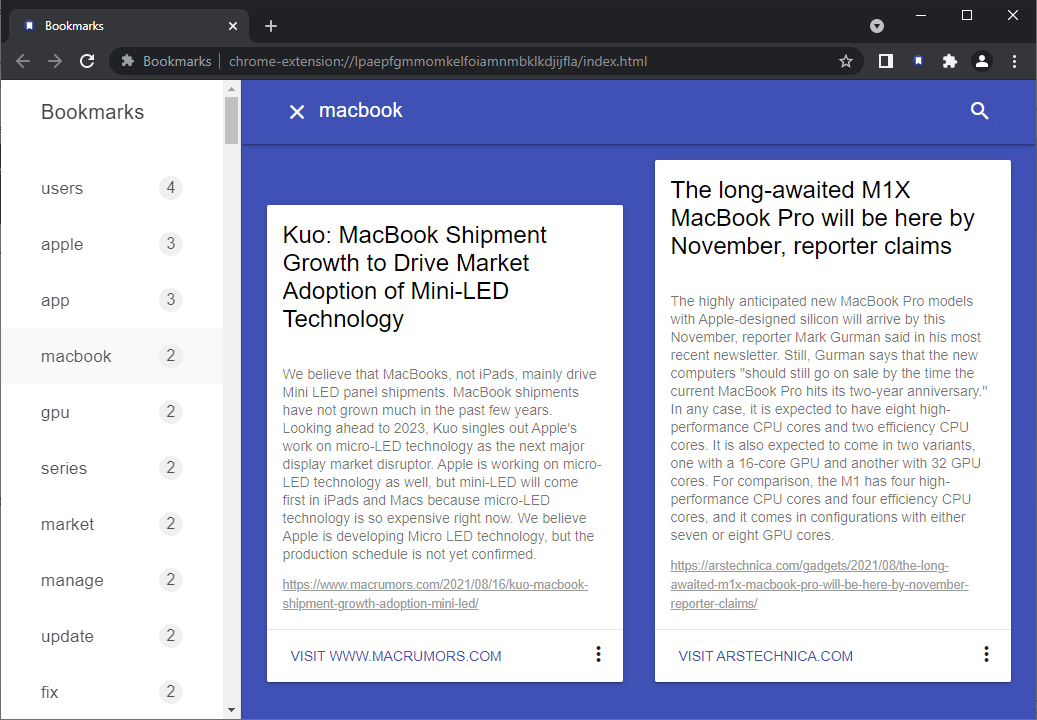 Bookmarks
Bookmarks
chrome-extension://lpaepfgmmomkelfoiamnmbklkdjijfla/index.html
Bookmarks
users 4
apple 3
app 3
macbook 2
gpu 2
series 2
market 2
manage 2
update 2
fix 2
macbook
Kuo: MacBook Shipment
Growth to Drive Market
Adoption of Mini-LED
Technology
We believe that MacBooks, not iPads, mainly drive
Mini LED panel shipments. MacBook shipments
have not grown much in the past few years.
Looking ahead to 2023, Kuo singles out Apple's
work on micro-LED technology as the next major
display market disruptor. Apple is working on micro-
LED technology as well, but mini-LED will come
first in iPads and Macs because micro-LED
technology is so expensive right now. We believe
Apple is developing Micro LED technology, but the
production schedule is not yet confirmed.
https://www.macrumors.com/2021/08/16/kuo-macbook-
shipment-growth-adoption-mini-led/
VISIT WWW.MACRUMORS.COM
The long-awaited M1X
MacBook Pro will be here by
November, reporter claims
The highly anticipated new MacBook Pro models
with Apple-designed silicon will arrive by this
November, reporter Mark Gurman said in his most
recent newsletter. Still, Gurman says that the new
computers "should still go on sale by the time the
current MacBook Pro hits its two-year anniversary."
In any case, it is expected to have eight high-
performance CPU cores and two efficiency CPU
cores. It is also expected to come in two variants,
one with a 16-core GPU and another with 32 GPU
cores. For comparison, the M1 has four high-
performance CPU cores and four efficiency CPU
cores, and it comes in configurations with either
seven or eight GPU cores.
https://arstechnica.com/gadgets/2021/08/the-long-
awaited-m1x-macbook-pro-will-be-here-by-november-
reporter-claims/
VISIT ARSTECHNICA.COM